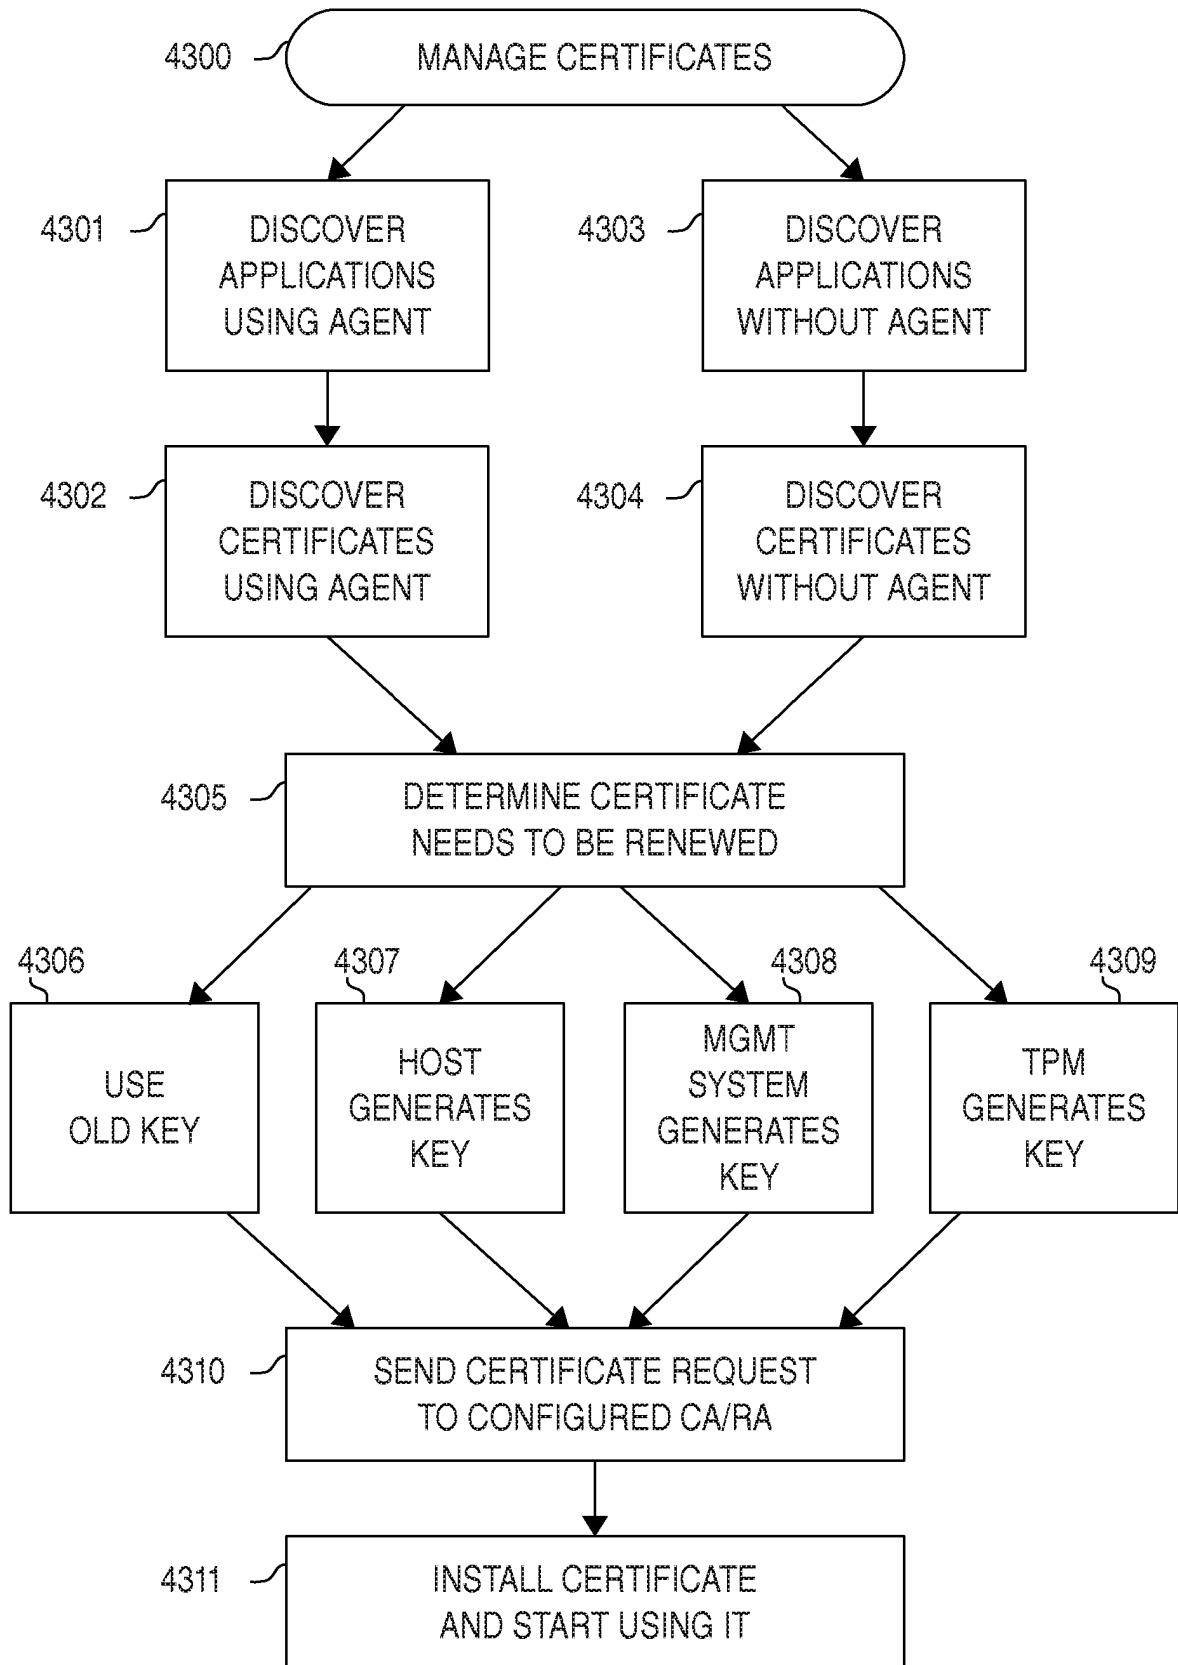 4300
MANAGE CERTIFICATES
4301
DISCOVER
APPLICATIONS
USING AGENT
4303
DISCOVER
APPLICATIONS
WITHOUT AGENT
4302
DISCOVER
CERTIFICATES
USING AGENT
4304
DISCOVER
CERTIFICATES
WITHOUT AGENT
4305
DETERMINE CERTIFICATE
NEEDS TO BE RENEWED
4306
USE
OLD KEY
4307
HOST
GENERATES
KEY
4308
MGMT
SYSTEM
GENERATES
KEY
4309
TPM
GENERATES
KEY
4310
SEND CERTIFICATE REQUEST
TO CONFIGURED CA/RA
4311
INSTALL CERTIFICATE
AND START USING IT